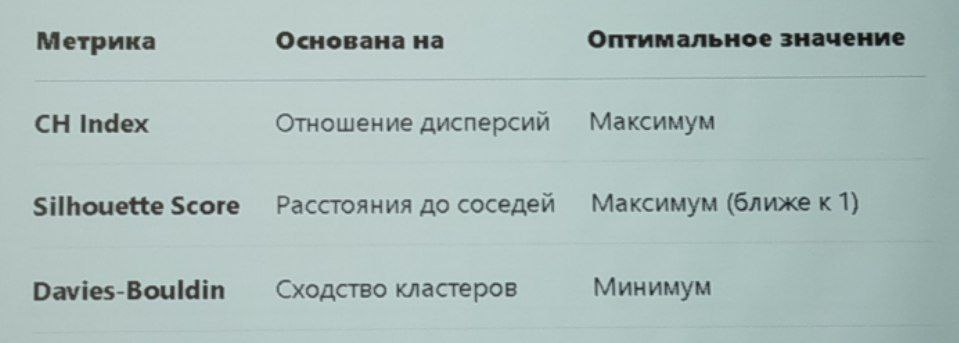 Метрика Основана на Оптимальное значение
CH Index Отношение дисперсий Максимум
Silhouette Score Расстояния до соседей Максимум (ближе к 1)
Davies-Bouldin Сходство кластеров Минимум